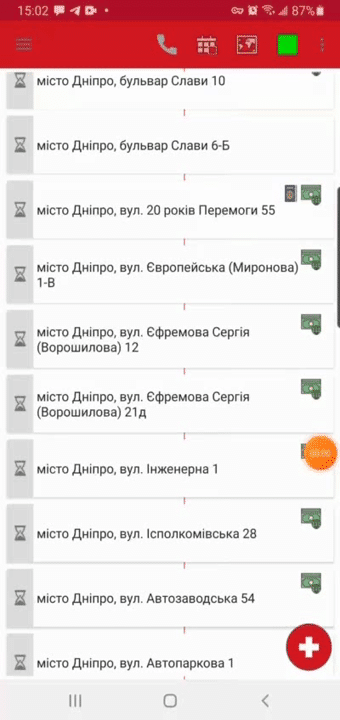 15:02
87%
місто Дніпро, бульвар Слави 10
місто Дніпро, бульвар Слави 6-Б
місто Дніпро, вул. 20 років Перемоги 55
місто Дніпро, вул. Європейська (Миронова)
1-В
місто Дніпро, вул. Єфремова Сергія
(Ворошилова) 12
місто Дніпро, вул. Єфремова Сергія
(Ворошилова) 21д
місто Дніпро, вул. Інженерна 1
місто Дніпро, вул. Ісполкомівська 28
місто Дніпро, вул. Автозаводська 54
місто Дніпро, вул. Автопаркова 1